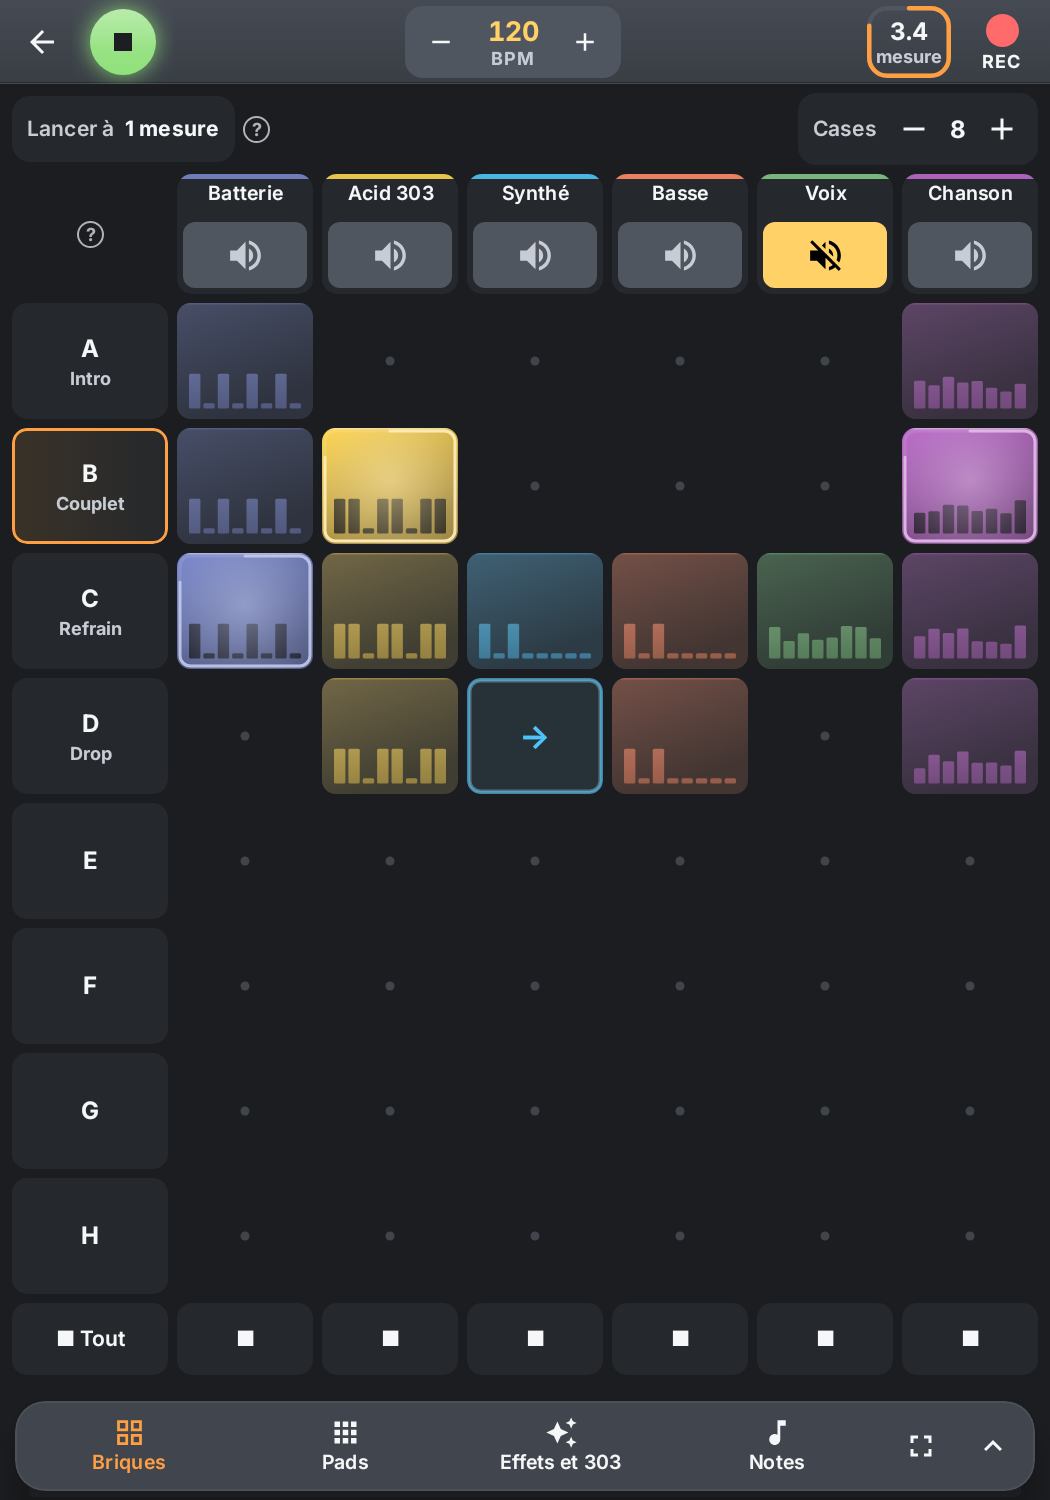 120
BPM
3.4
mesure
REC
Lancer à 1 mesure
?
Cases
8
?
Batterie
Acid 303
Synthé
Basse
Voix
Chanson
A
Intro
B
Couplet
C
Refrain
D
Drop
E
F
G
H
Tout
Briques
Pads
Effets et 303
Notes